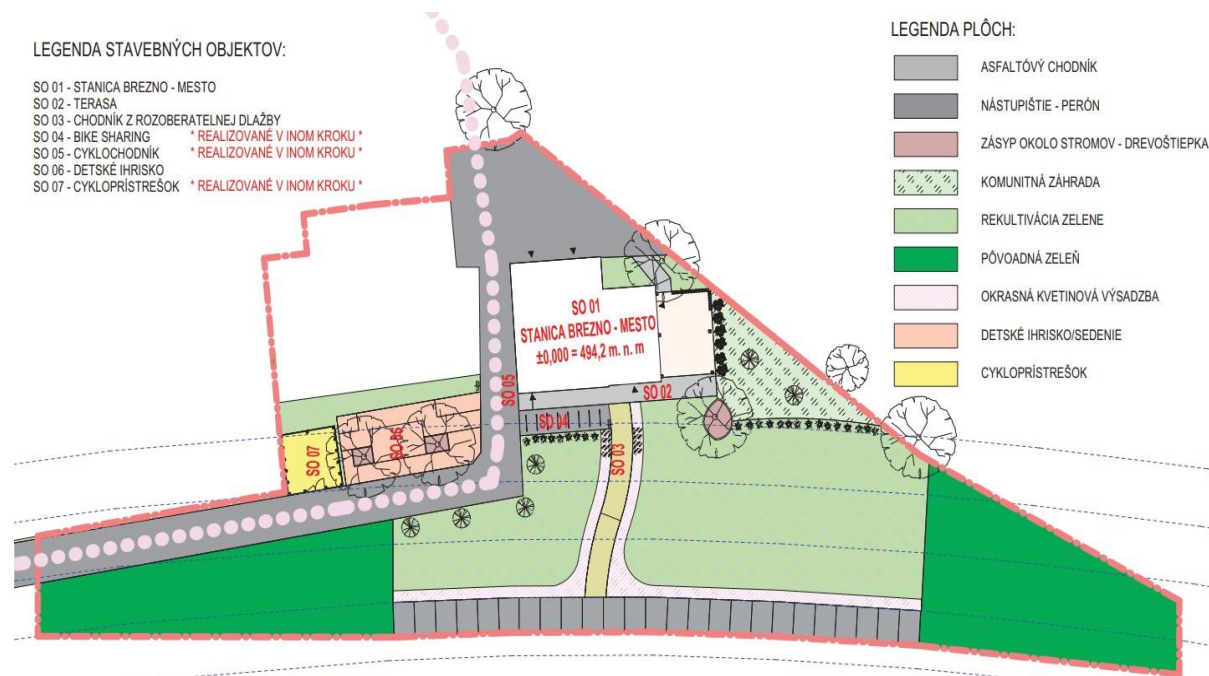 LEGENDA STAVEBNÝCH OBJEKTOV:
SO 01 - STANICA BREZNO - MESTO
SO 02 - TERASA
SO 03 - CHODNÍK Z ROZOBERATELNEJ DLAŽBY
SO 04 - BIKE SHARING * REALIZOVANÉ V INOM KROKU *
SO 05 - CYKLOCHODNÍK * REALIZOVANÉ V INOM KROKU *
SO 06 - DETSKÉ IHRISKO
SO 07 - CYKLOPRÍSTREŠOK * REALIZOVANÉ V INOM KROKU *
LEGENDA PLÔCH:
ASFALTÓVÝ CHODNÍK
NÁSTUPIŠTIE - PERÓN
ZÁSYP OKOLO STROMOV - DREVOŠTIEPKA
KOMUNITNÁ ZÁHRADA
REKULTIVÁCIA ZELENE
PÔVOADNÁ ZELEŇ
OKRASNÁ KVETINOVÁ VÝSADZBA
DETSKÉ IHRISKO/SEDENIE
CYKLOPRÍSTREŠOK
SO 01
STANICA BREZNO - MESTO
±0,000 = 494,2 m. n. m
SO 05
SO 02
SO 04
SO 03
SO 06
SO 07